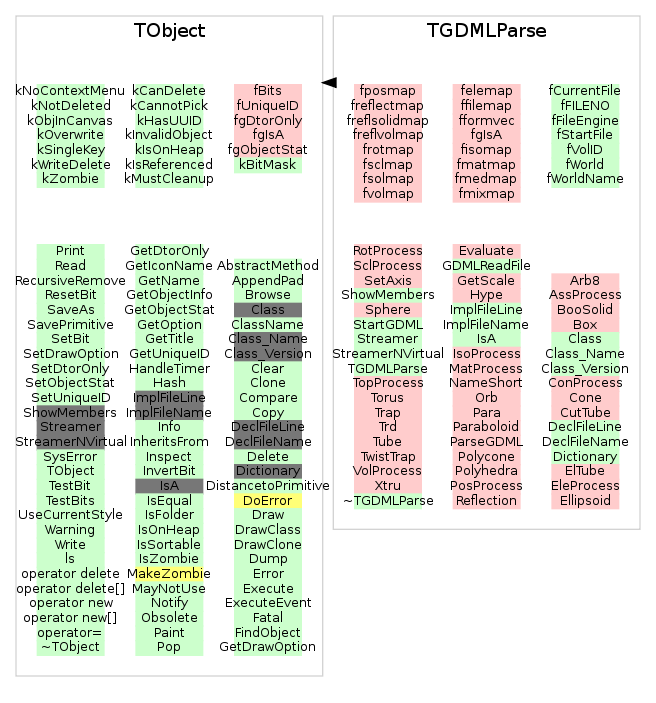 TObject
kNoContextMenu
kNotDeleted
kObjInCanvas
kOverwrite
kSingleKey
kWriteDelete
kZombie
kCanDelete
kCannotPick
kHasUUID
kInvalidObject
kIsOnHeap
kIsReferenced
kMustCleanup
fBits
fUniqueID
fgDtorOnly
fgIsA
fgObjectStat
kBitMask
Print
Read
RecursiveRemove
ResetBit
SaveAs
SavePrimitive
SetBit
SetDrawOption
SetDtorOnly
SetObjectStat
SetUniqueID
ShowMembers
Streamer
StreamerNVirtual
SysError
TObject
TestBit
TestBits
UseCurrentStyle
Warning
Write
ls
operator delete
operator delete[]
operator new
operator new[]
operator=
~TObject
GetDtorOnly
GetIconName
GetName
GetObjectInfo
GetObjectStat
GetOption
GetTitle
GetUniqueID
HandleTimer
Hash
ImplFileLine
ImplFileName
Info
InheritsFrom
Inspect
InvertBit
IsA
IsEqual
IsFolder
IsOnHeap
IsSortable
IsZombie
MakeZombie
MayNotUse
Notify
Obsolete
Paint
Pop
AbstractMethod
AppendPad
Browse
Class
ClassName
Class_Name
Class_Version
Clear
Clone
Compare
Copy
DeclFileLine
DeclFileName
Delete
Dictionary
DistancetoPrimitive
DoError
Draw
DrawClass
DrawClone
Dump
Error
Execute
ExecuteEvent
Fatal
FindObject
GetDrawOption
TGDMLParse
fposmap
freflectmap
freflsolidmap
freflvolmap
frotmap
fsclmap
fsolmap
fvolmap
felemap
ffilemap
fformvec
fgIsA
fisomap
fmatmap
fmedmap
fmixmap
fCurrentFile
fFILENO
fFileEngine
fStartFile
fVolID
fWorld
fWorldName
RotProcess
SclProcess
SetAxis
ShowMembers
Sphere
StartGDML
Streamer
StreamerNVirtual
TGDMLParse
TopProcess
Torus
Trap
Trd
Tube
TwistTrap
VolProcess
Xtru
~TGDMLParse
Evaluate
GDMLReadFile
GetScale
Hype
ImplFileLine
ImplFileName
IsA
IsoProcess
MatProcess
NameShort
Orb
Para
Paraboloid
ParseGDML
Polycone
Polyhedra
PosProcess
Reflection
Arb8
AssProcess
BooSolid
Box
Class
Class_Name
Class_Version
ConProcess
Cone
CutTube
DeclFileLine
DeclFileName
Dictionary
ElTube
EleProcess
Ellipsoid